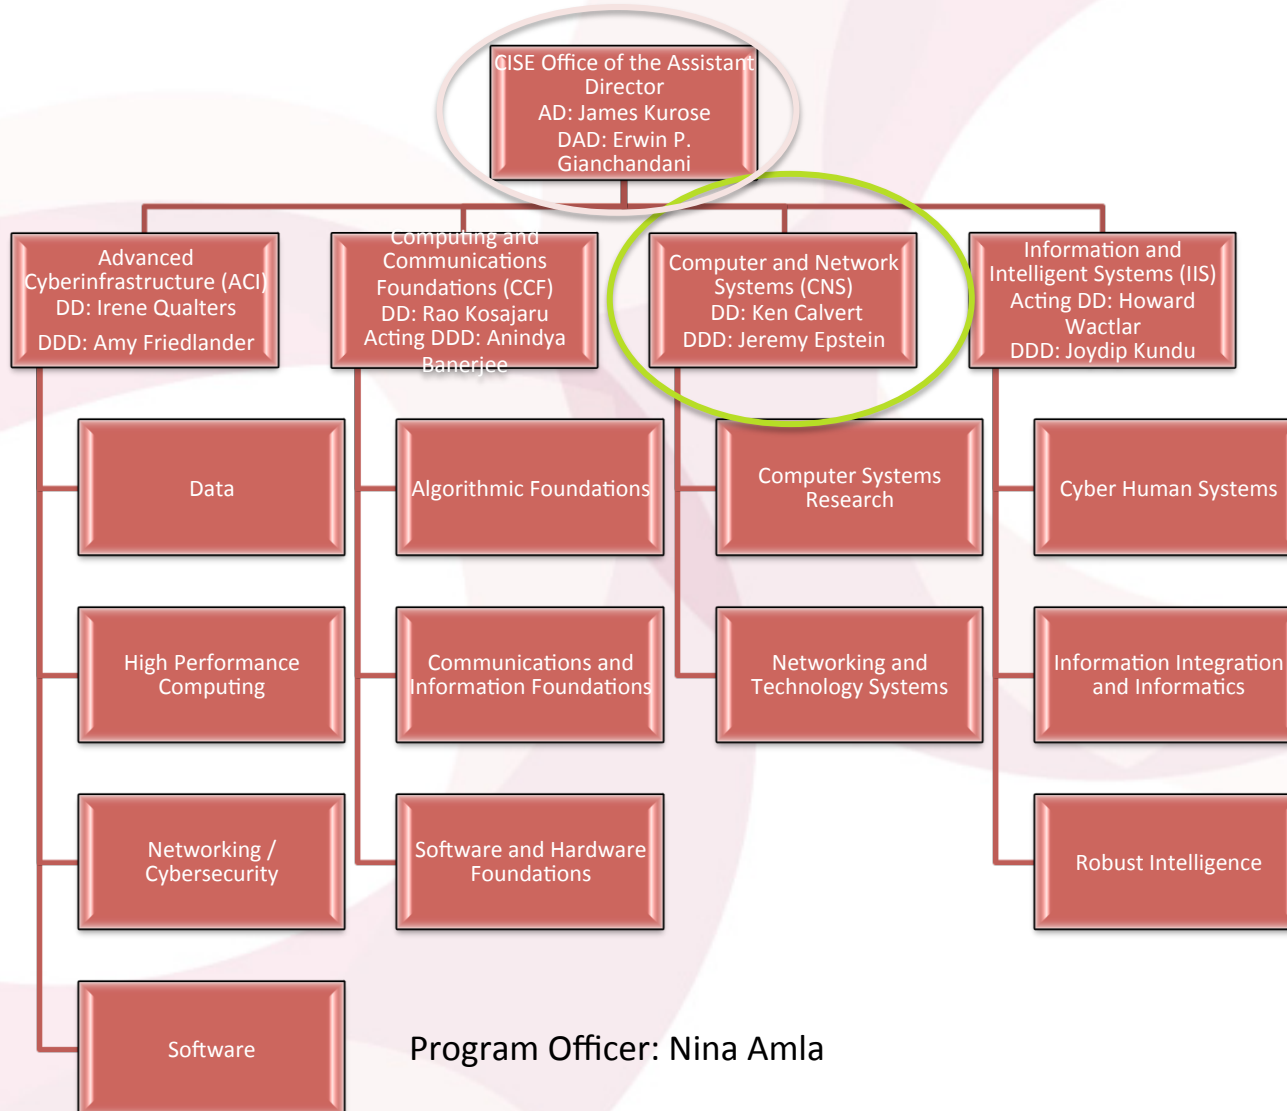 CISE Office of the Assistant
Director
AD: James Kurose
DAD: Erwin P.
Gianchandani
Advanced
Cyberinfrastructure (ACI)
DD: Irene Qualters
DDD: Amy Friedlander
Computing and
Communications
Foundations (CCF)
DD: Rao Kosajaru
Acting DDD: Anindya
Banerjee
Computer and Network
Systems (CNS)
DD: Ken Calvert
DDD: Jeremy Epstein
Information and
Intelligent Systems (IIS)
Acting DD: Howard
Wactlar
DDD: Joydip Kundu
Data
High Performance
Computing
Networking /
Cybersecurity
Software
Algorithmic Foundations
Communications and
Information Foundations
Software and Hardware
Foundations
Computer Systems
Research
Networking and
Technology Systems
Cyber Human Systems
Information Integration
and Informatics
Robust Intelligence
Program Officer: Nina Amla